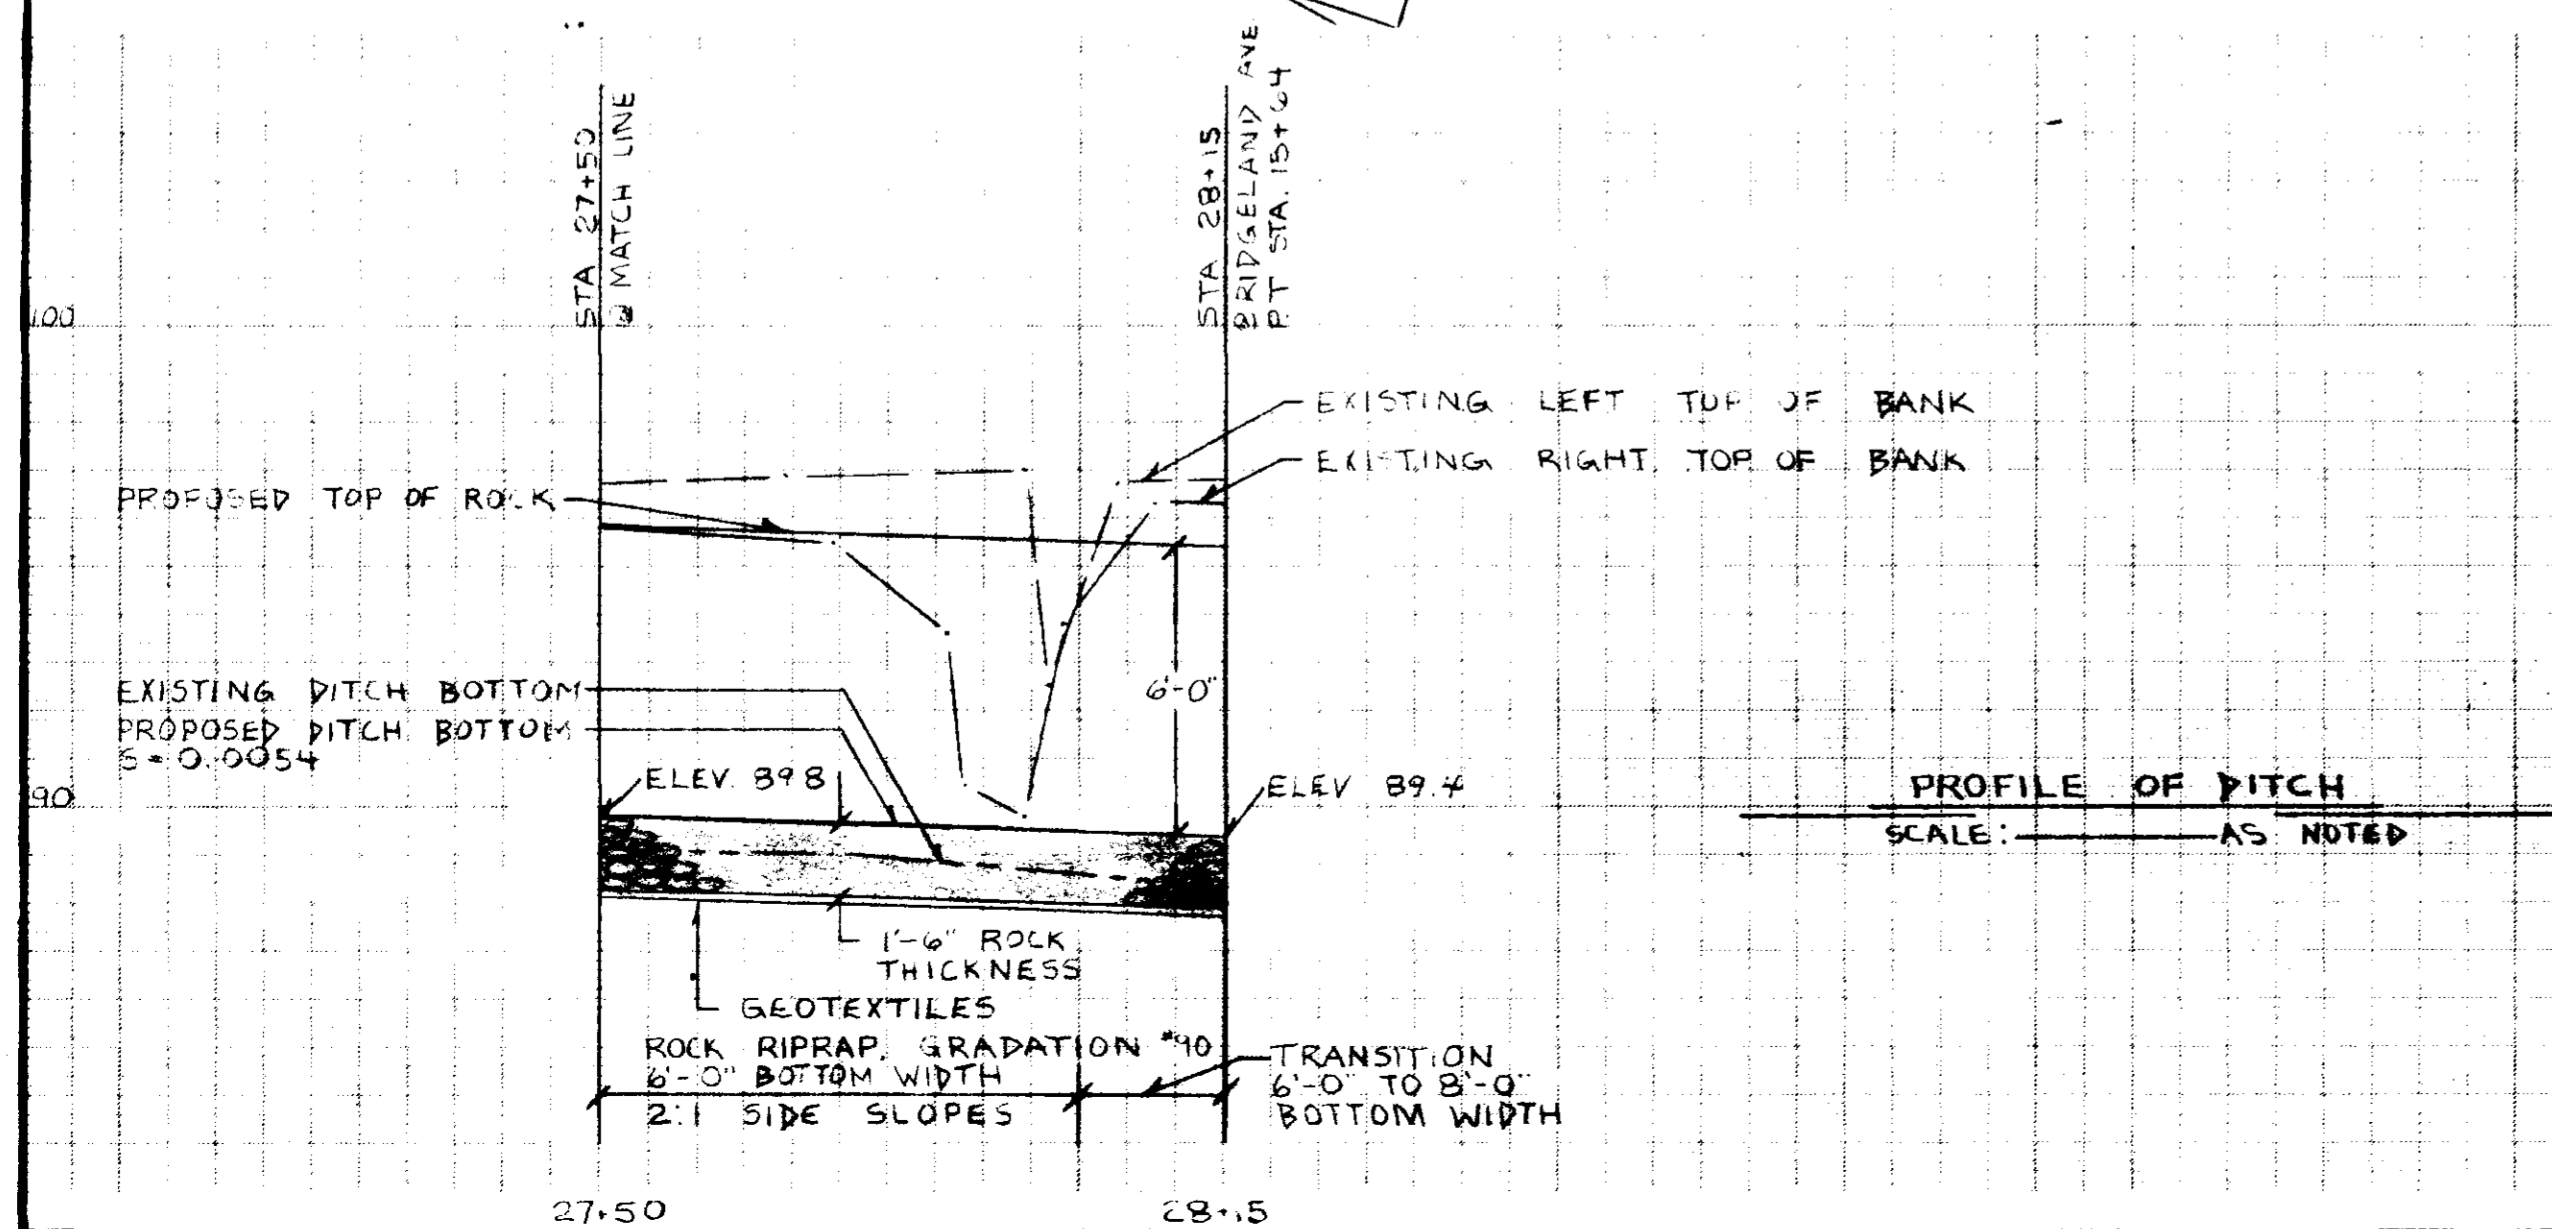 STA 27+50
@ MATCH LINE
STA 28+15
BRIDGELAND AVE
PT STA. 15+64
100
EXISTING LEFT TOP OF BANK
EXISTING RIGHT TOP OF BANK
PROPOSED TOP OF ROCK
6'-0"
EXISTING DITCH BOTTOM
PROPOSED DITCH BOTTOM
S=0.0054
ELEV. 89.8
ELEV 89.4
90
PROFILE OF DITCH
SCALE: AS NOTED
1'-6" ROCK
THICKNESS
GEOTEXTILES
ROCK RIPRAP, GRADATION #90
6'-0" BOTTOM WIDTH
2:1 SIDE SLOPES
TRANSITION
6'-0" TO 8'-0"
BOTTOM WIDTH
27+50
28+15